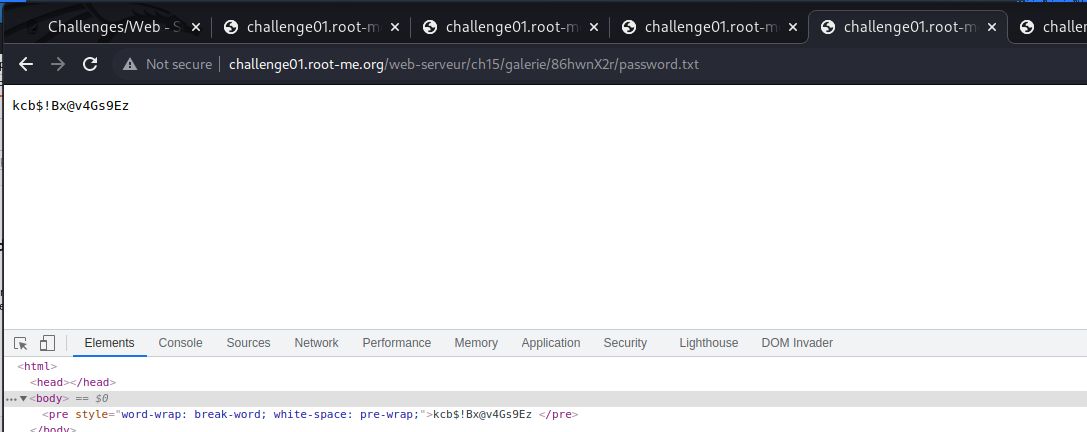 Challenges/Web - S
challenge01.root-m
challenge01.root-m
challenge01.root-m
challenge01.root-m
challe
Not secure | challenge01.root-me.org/web-serveur/ch15/galerie/86hwnX2r/password.txt
kcb$!Bx@v4Gs9Ez
Elements Console Sources Network Performance Memory Application Security Lighthouse DOM Invader
<html>
<head></head>
<body> == $0
<pre style="word-wrap: break-word; white-space: pre-wrap;">kcb$!Bx@v4Gs9Ez </pre>
</body>